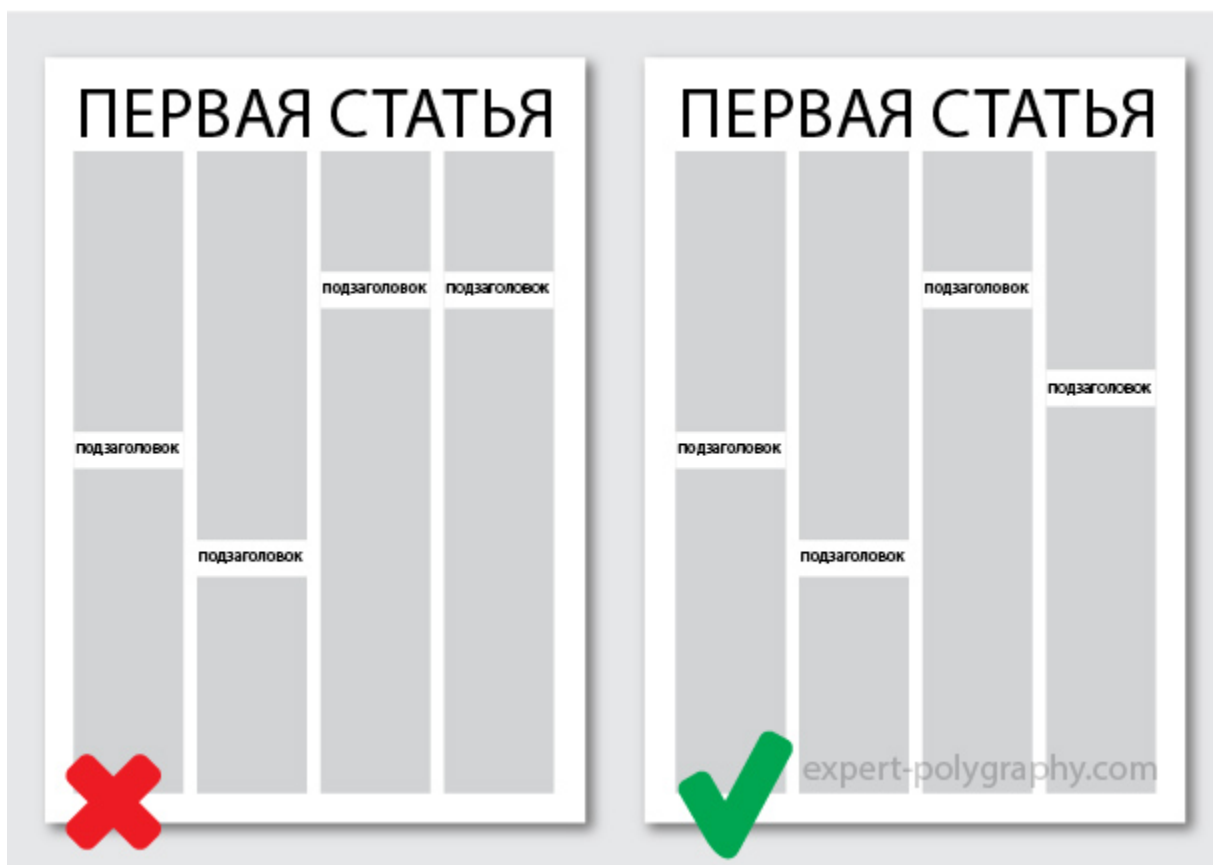 ПЕРВАЯ СТАТЬЯ
подзаголовок
подзаголовок
подзаголовок
подзаголовок
ПЕРВАЯ СТАТЬЯ
подзаголовок
подзаголовок
подзаголовок
подзаголовок
expert-polygraphy.com